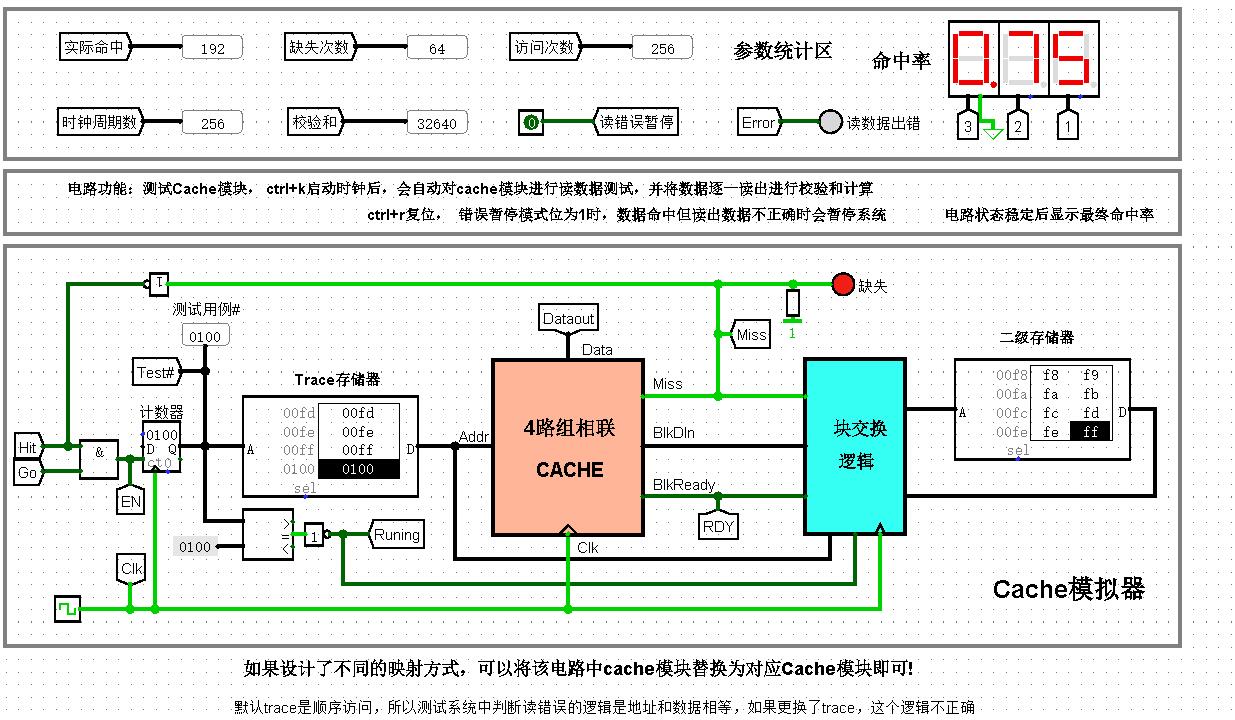 实际命中 192 缺失次数 64 访问次数 256 参数统计区 命中率 0.75
时钟周期数 256 校验和 32640 0 读错误暂停 Error 读数据出错 3 2 1
电路功能：测试Cache模块， ctrl+k启动时钟后，会自动对cache模块进行读数据测试，并将数据逐一读出进行校验和计算
ctrl+r复位， 错误暂停模式位为1时，数据命中但读出数据不正确时会暂停系统 电路状态稳定后显示最终命中率
1 缺失
测试用例#
0100
Dataout
Data
Miss
1
二级存储器
Test#
Trace存储器
Miss
00f8 f8 f9
00fa fa fb
00fc fc fd
00fe fe ff
sel
A D
计数器
0100
D Q
ct0
00fd 00fd
00fe 00fe
00ff 00ff
0100 0100
sel
A D
Addr
4路组相联
CACHE
BlkDIn
块交换
逻辑
Hit
Go
&
EN
BlkReady
RDY
0100
>
=
<
1
Runing
Clk
Clk
Cache模拟器
如果设计了不同的映射方式，可以将该电路中cache模块替换为对应Cache模块即可!
默认trace是顺序访问，所以测试系统中判断读错误的逻辑是地址和数据相等，如果更换了trace，这个逻辑不正确